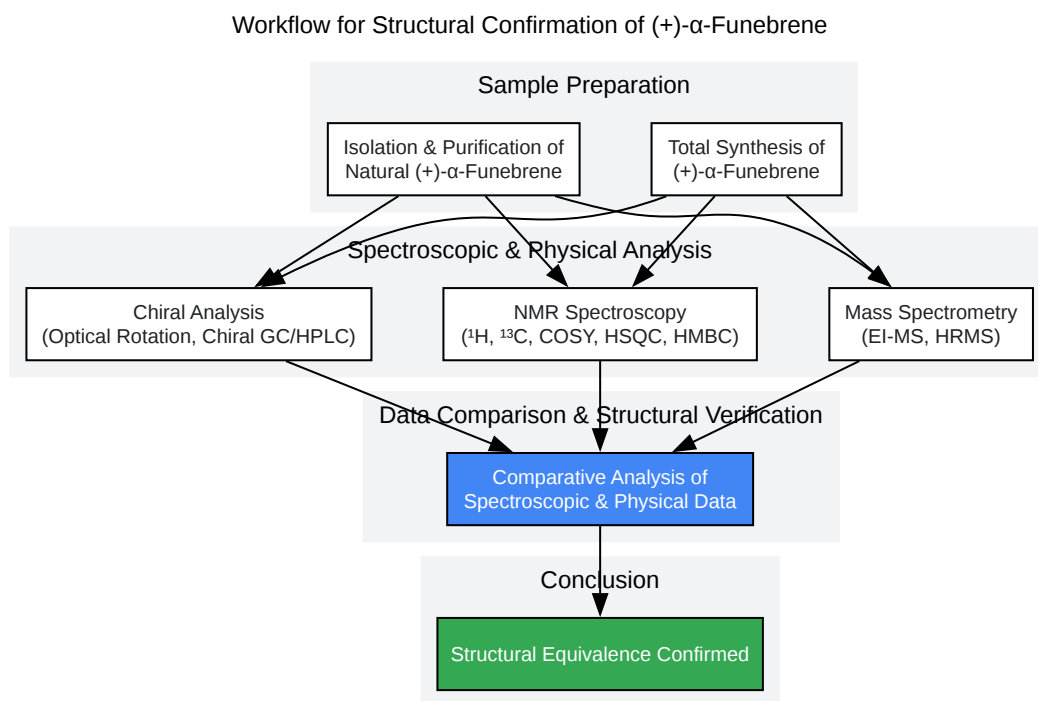 Workflow for Structural Confirmation of (+)-α-Funebrene
Sample Preparation
Isolation & Purification of
Natural (+)-α-Funebrene
Total Synthesis of
(+)-α-Funebrene
Spectroscopic & Physical Analysis
Chiral Analysis
(Optical Rotation, Chiral GC/HPLC)
NMR Spectroscopy
(¹H, ¹³C, COSY, HSQC, HMBC)
Mass Spectrometry
(EI-MS, HRMS)
Data Comparison & Structural Verification
Comparative Analysis of
Spectroscopic & Physical Data
Conclusion
Structural Equivalence Confirmed